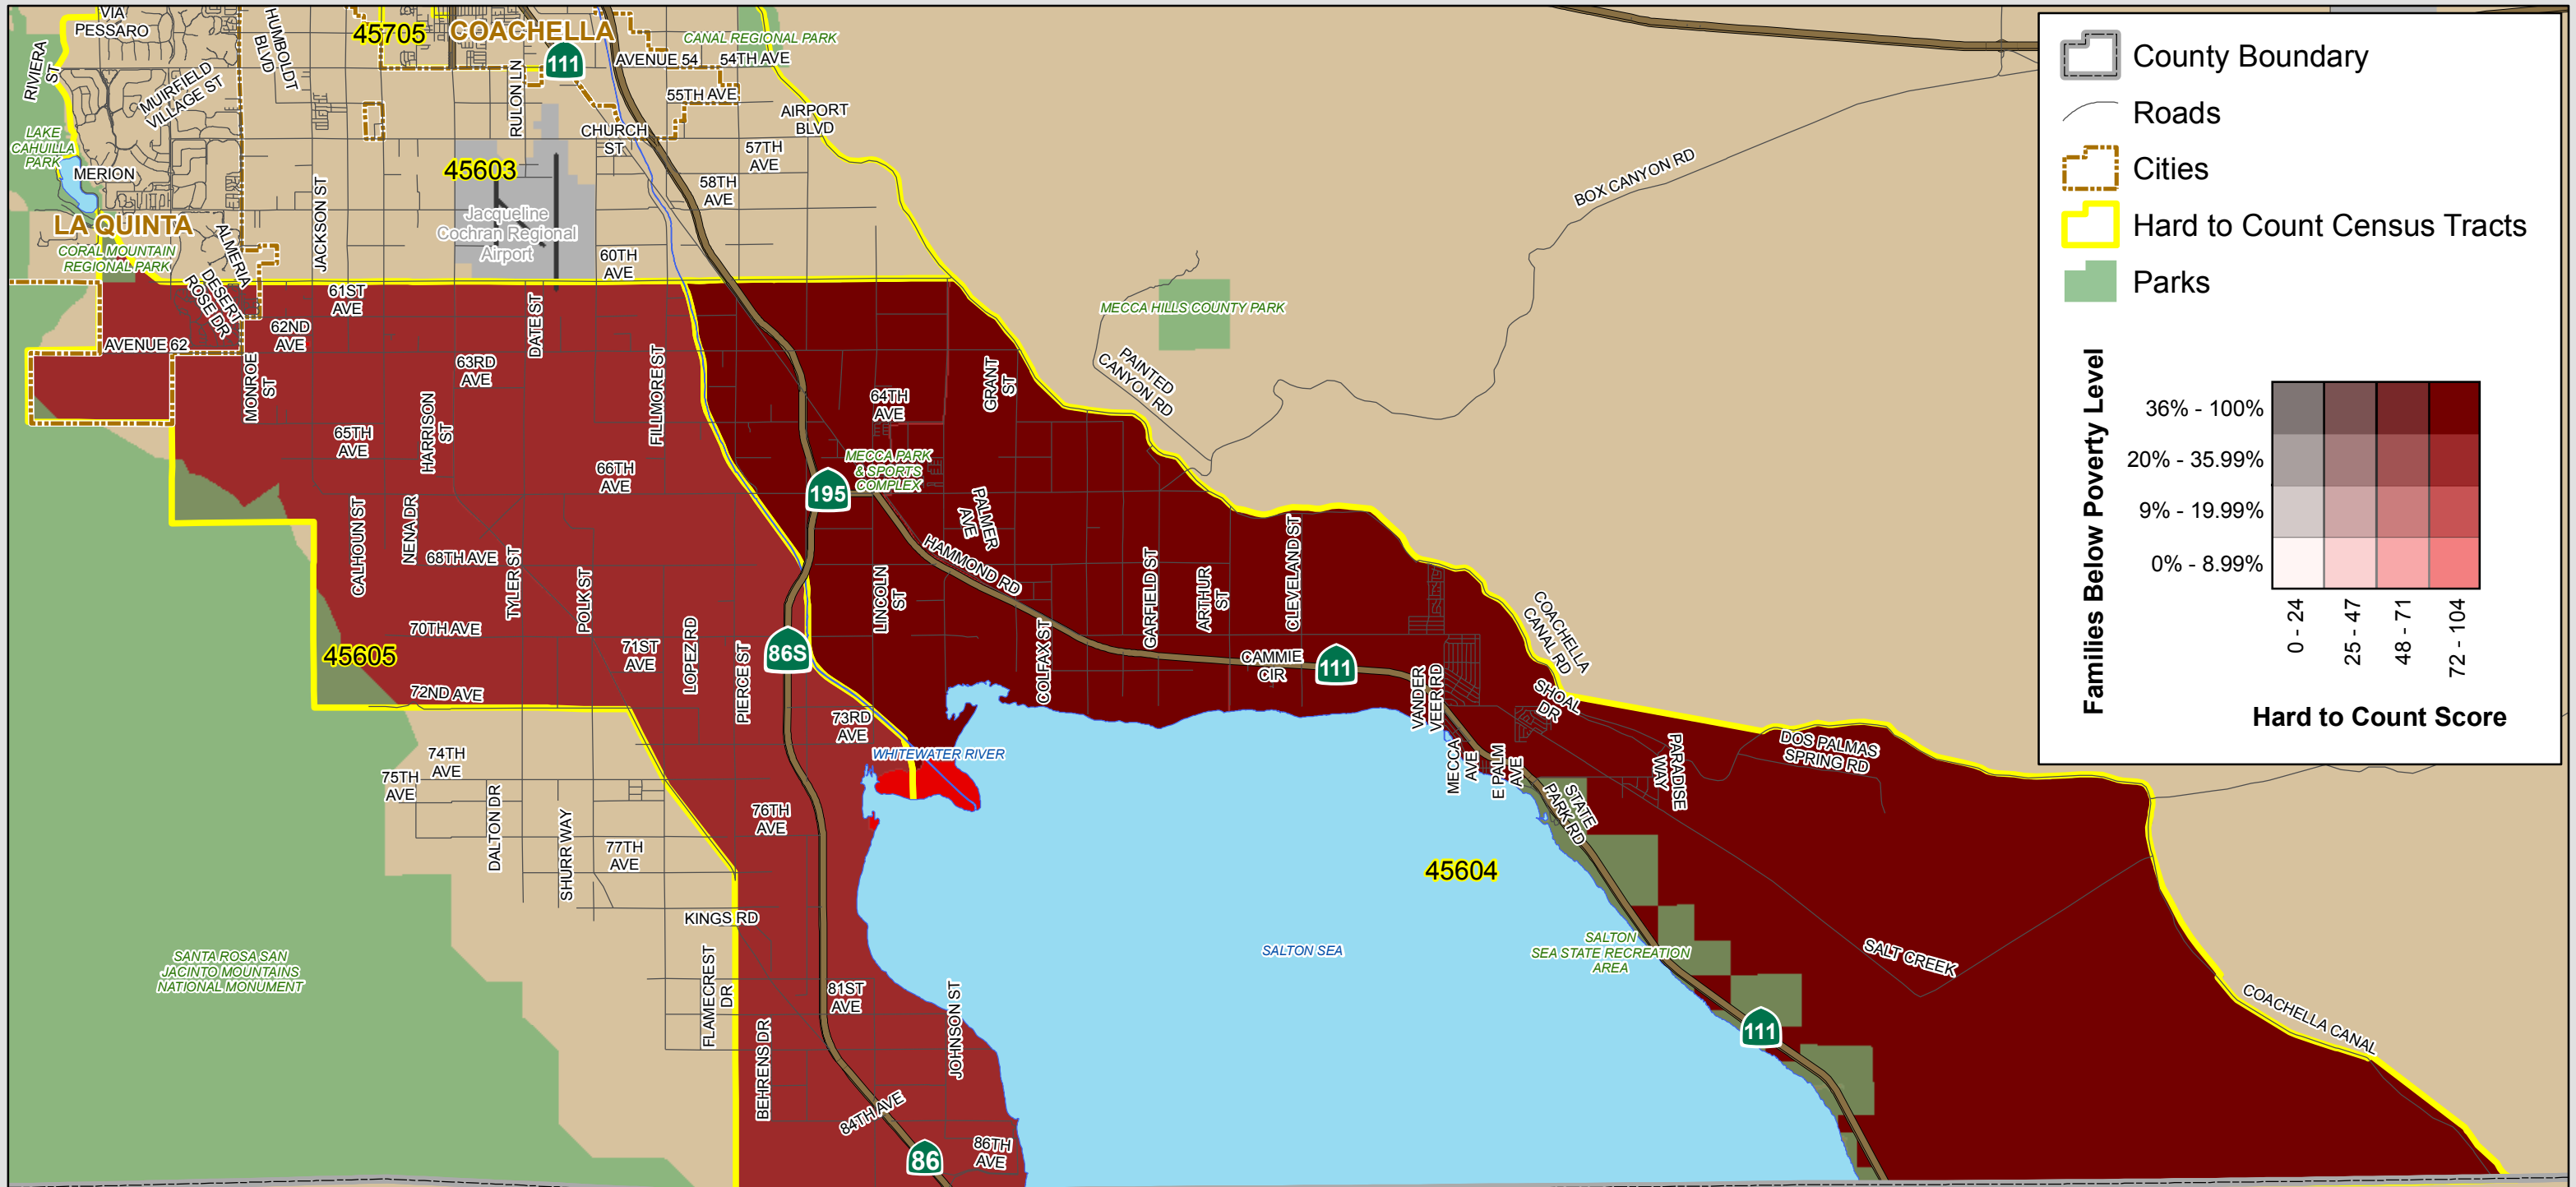 VIA
PESSARO
HUMBOLDT
BLVD
45705
COACHELLA
111
CANAL REGIONAL PARK
AVENUE 54
54TH AVE
RIVIERA
ST
MUIRFIELD
VILLAGE ST
RULON LN
55TH AVE
AIRPORT
BLVD
LAKE
CAHUILLA
PARK
CHURCH
ST
57TH
AVE
MERION
45603
58TH
AVE
BOX CANYON RD
JACKSON ST
LA QUINTA
Jacqueline
Cochran Regional
Airport
CORAL MOUNTAIN
REGIONAL PARK
ALMERIA
60TH
AVE
DESERT
ROSE DR
61ST
AVE
62ND
AVE
DATE ST
MECCA HILLS COUNTY PARK
AVENUE 62
MONROE
ST
63RD
AVE
FILLMORE ST
GRANT
ST
PAINTED
CANYON RD
64TH
AVE
HARRISON
ST
65TH
AVE
66TH
AVE
MECCA PARK
& SPORTS
COMPLEX
195
PALMER
AVE
CALHOUN ST
NENA DR
68TH AVE
TYLER ST
POLK ST
HAMMOND RD
LINCOLN
ST
GARFIELD ST
ARTHUR
ST
CLEVELAND ST
COACHELLA
CANAL RD
70TH AVE
45605
71ST
AVE
LOPEZ RD
PIERCE ST
86S
COLFAX ST
CAMMIE
CIR
111
VANDER
VEER RD
SHOAL
DR
72ND AVE
73RD
AVE
WHITEWATER RIVER
74TH
AVE
75TH
AVE
MECCA
AVE
E PALM
AVE
STATE
PARK RD
PARADISE
WAY
DOS PALMAS
SPRING RD
DALTON DR
SHURR WAY
76TH
AVE
77TH
AVE
45604
KINGS RD
SANTA ROSA SAN
JACINTO MOUNTAINS
NATIONAL MONUMENT
FLAMECREST
DR
SALTON SEA
SALTON
SEA STATE RECREATION
AREA
SALT CREEK
81ST
AVE
JOHNSON ST
BEHRENS DR
111
COACHELLA CANAL
84TH AVE
86
86TH
AVE
County Boundary
Roads
Cities
Hard to Count Census Tracts
Parks
Families Below Poverty Level
36% - 100%
20% - 35.99%
9% - 19.99%
0% - 8.99%
0 - 24
25 - 47
48 - 71
72 - 104
Hard to Count Score